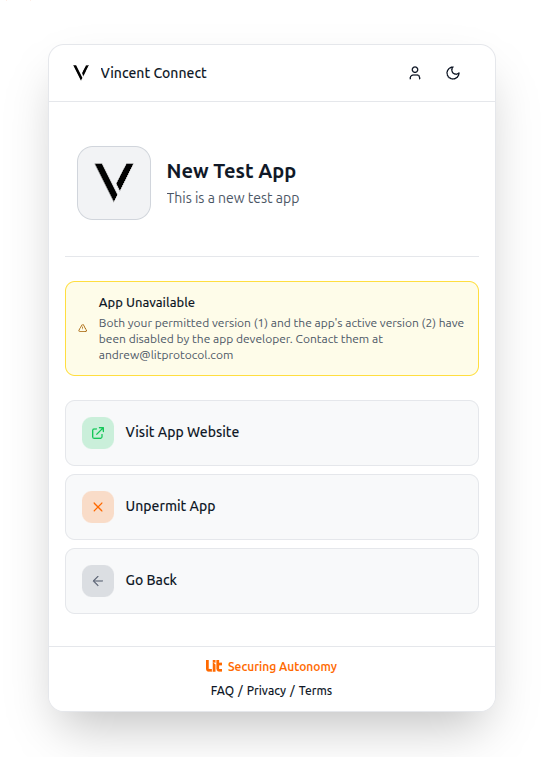 Vincent Connect
New Test App
This is a new test app
App Unavailable
Both your permitted version (1) and the app's active version (2) have
been disabled by the app developer. Contact them at
andrew@litprotocol.com
Visit App Website
Unpermit App
Go Back
Lit Securing Autonomy
FAQ / Privacy / Terms